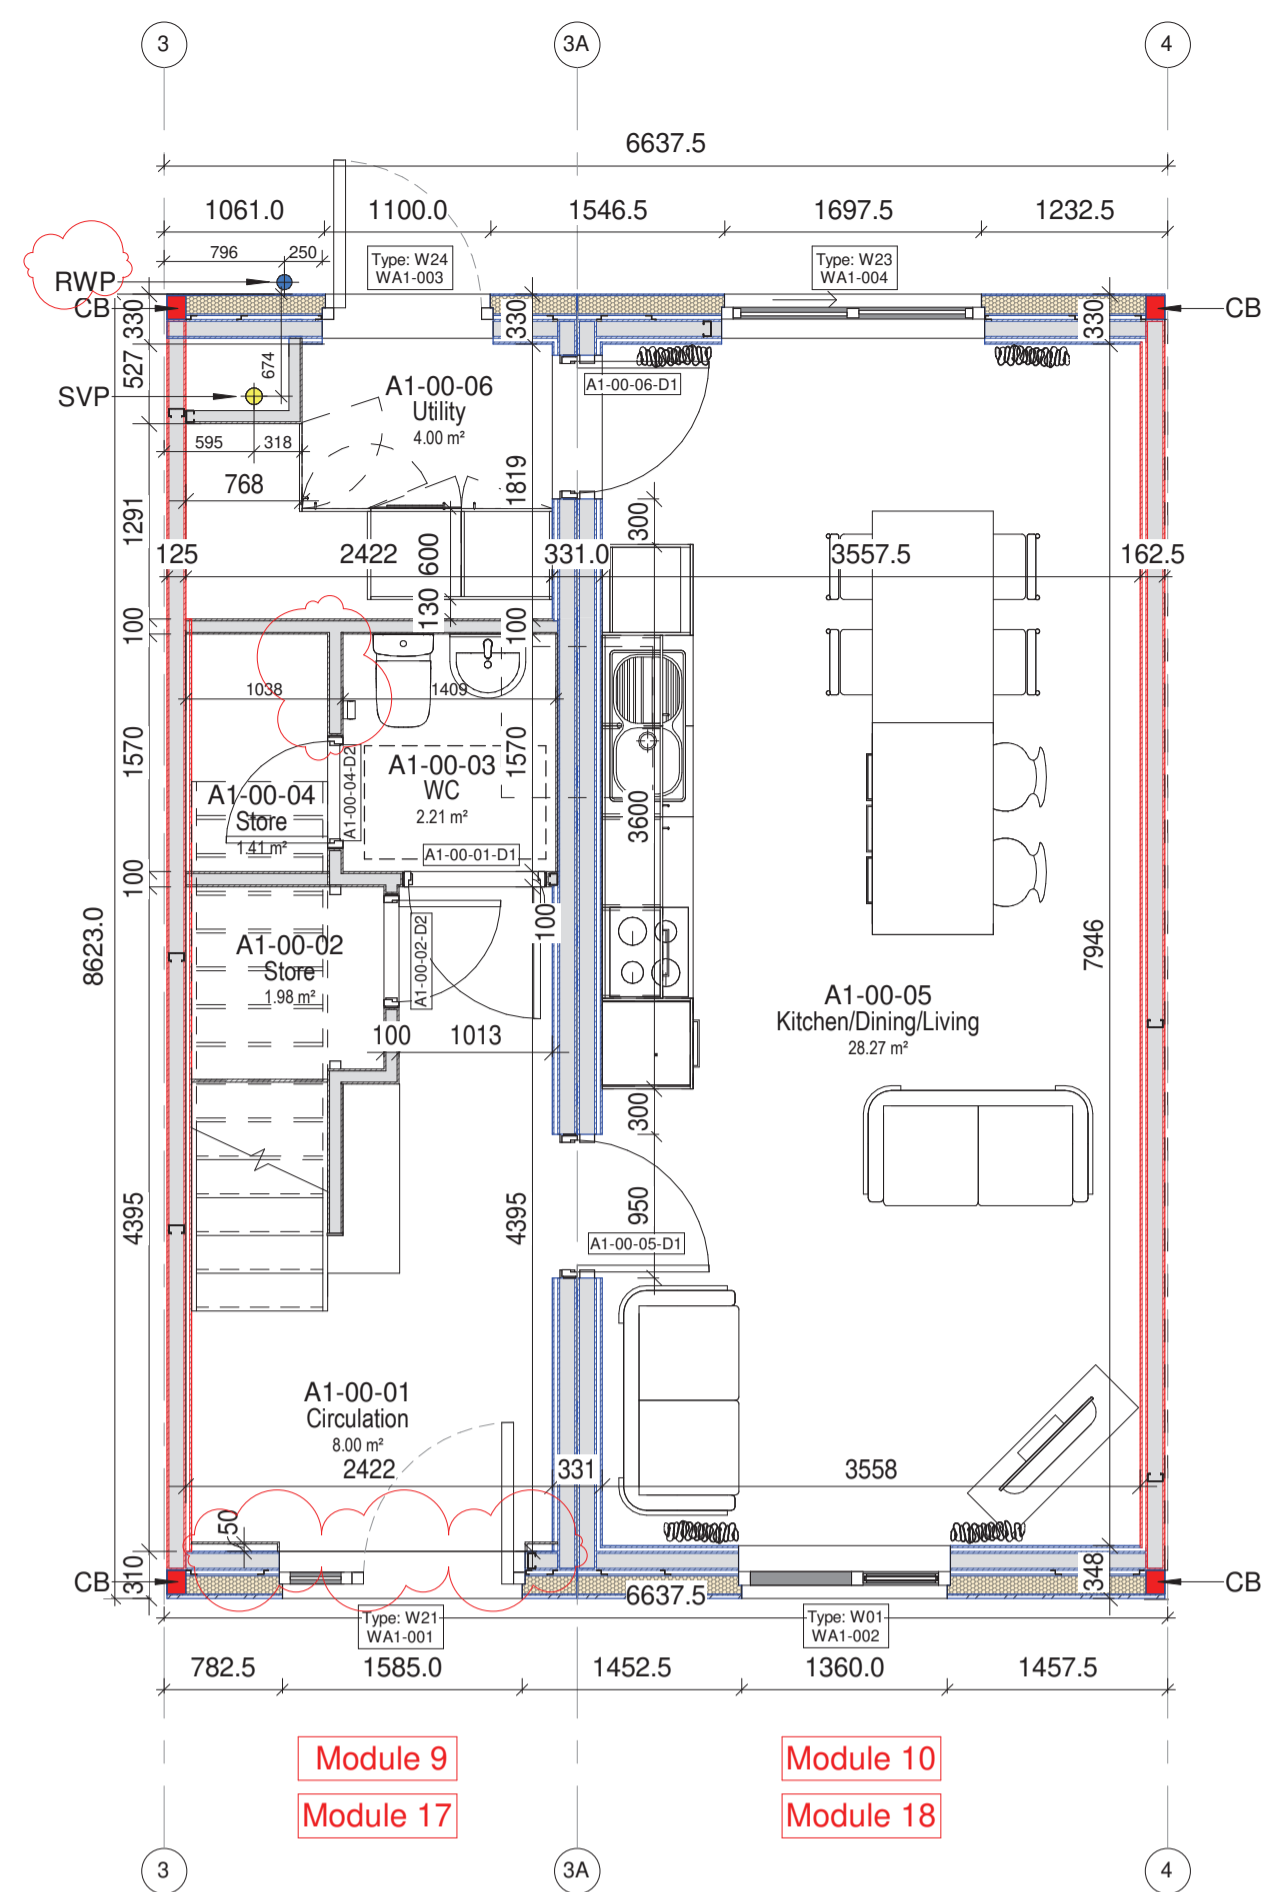 3
3A
4
6637.5
1061.0
1100.0
1546.5
1697.5
1232.5
796
250
Type: W24
WA1-003
Type: W23
WA1-004
RWP
CB
330
330
330
CB
527
674
SVP
A1-00-06
Utility
4.00 m²
A1-00-06-D1
595
318
768
1819
1291
300
125
2422
331.0
3557.5
162.5
600
130
100
100
1038
1409
1570
1570
A1-00-04-D2
A1-00-03
WC
2.21 m²
A1-00-04
Store
1.41 m²
3600
A1-00-01-D1
100
100
8623.0
A1-00-02
Store
1.98 m²
A1-00-02-D2
7946
A1-00-05
Kitchen/Dining/Living
28.27 m²
100
1013
300
4395
4395
950
A1-00-05-D1
A1-00-01
Circulation
8.00 m²
2422
331
3558
150
310
348
CB
CB
6637.5
Type: W21
WA1-001
Type: W01
WA1-002
782.5
1585.0
1452.5
1360.0
1457.5
Module 9
Module 10
Module 17
Module 18
3
3A
4